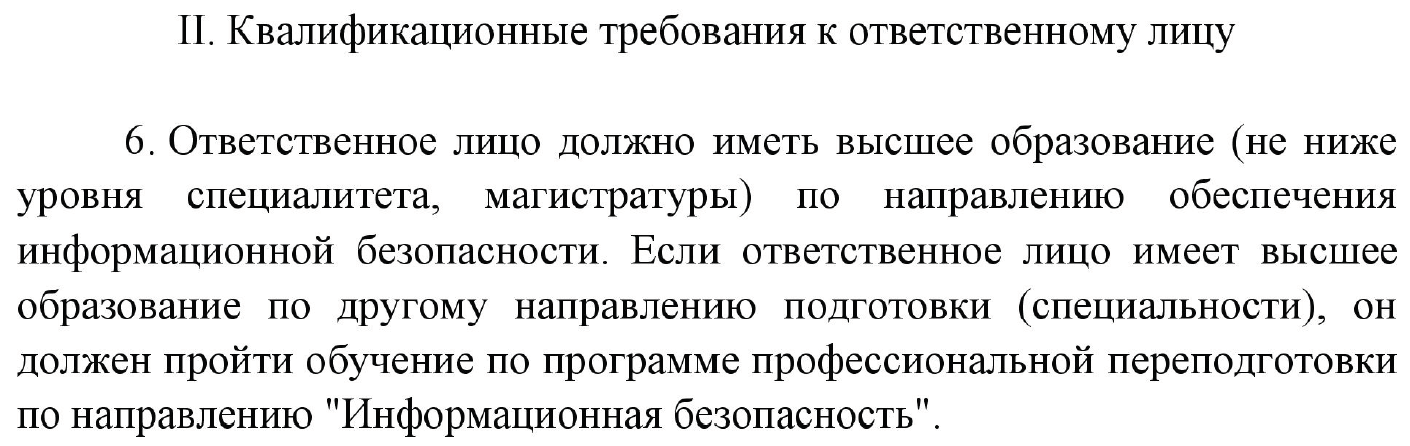 II. Квалификационные требования к ответственному лицу
6. Ответственное лицо должно иметь высшее образование (не ниже
уровня специалитета, магистратуры) по направлению обеспечения
информационной безопасности. Если ответственное лицо имеет высшее
образование по другому направлению подготовки (специальности), он
должен пройти обучение по программе профессиональной переподготовки
по направлению "Информационная безопасность".